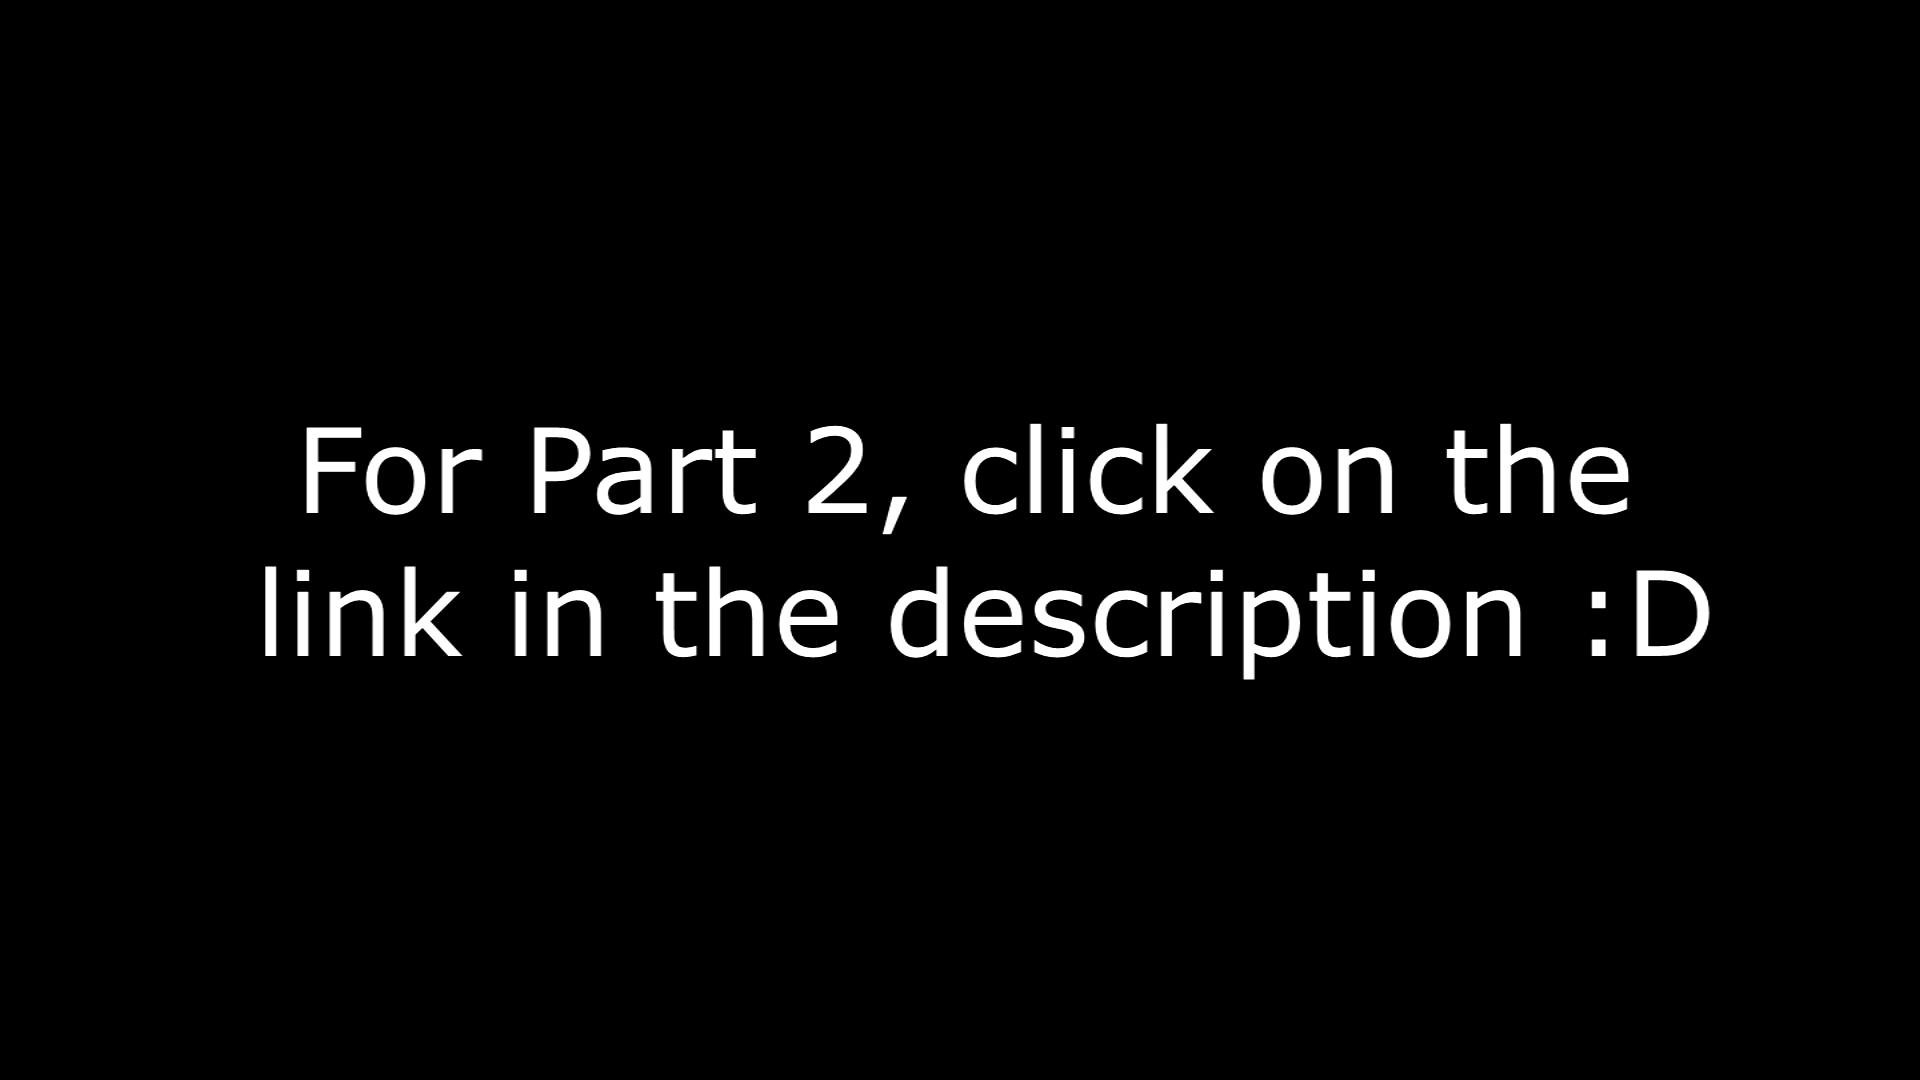 For Part 2, click on the
link in the description :D